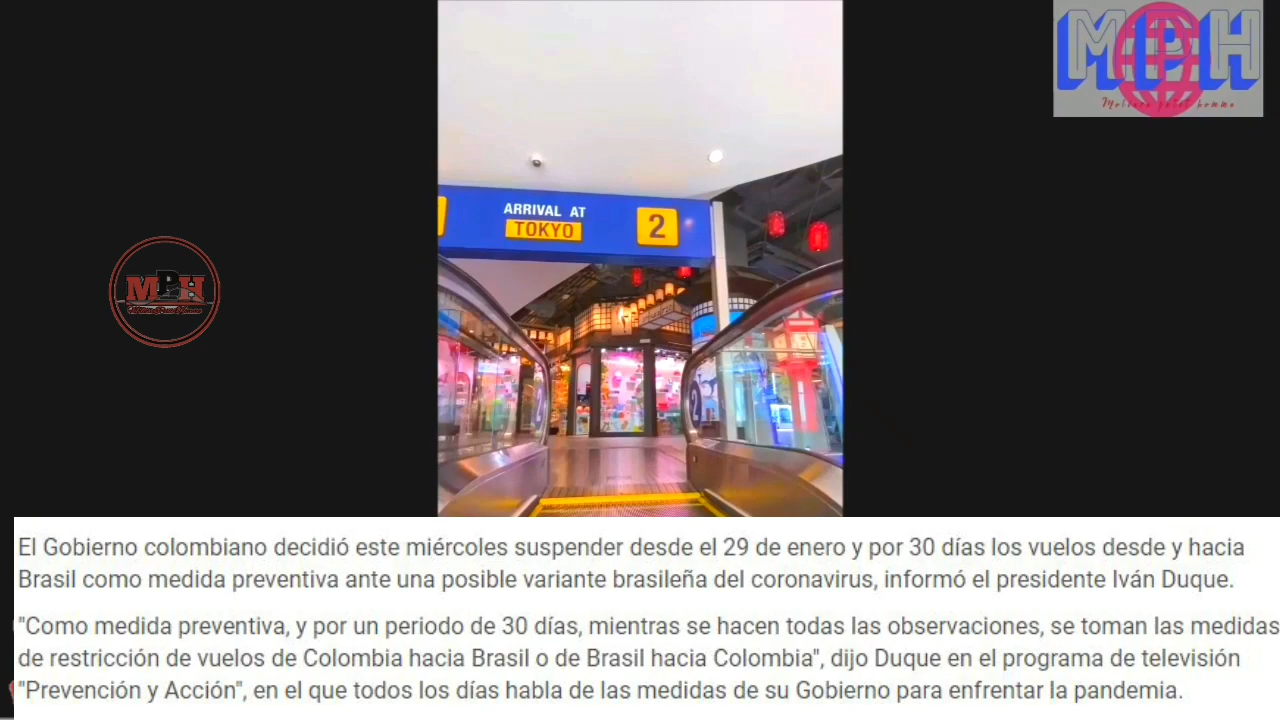 MPH
Moliere petit homme
ARRIVAL AT
TOKYO
2
MPH
2
El Gobierno colombiano decidió este miércoles suspender desde el 29 de enero y por 30 días los vuelos desde y hacia
Brasil como medida preventiva ante una posible variante brasileña del coronavirus, informó el presidente Iván Duque.
"Como medida preventiva, y por un periodo de 30 días, mientras se hacen todas las observaciones, se toman las medidas
de restricción de vuelos de Colombia hacia Brasil o de Brasil hacia Colombia", dijo Duque en el programa de televisión
"Prevención y Acción", en el que todos los días habla de las medidas de su Gobierno para enfrentar la pandemia.